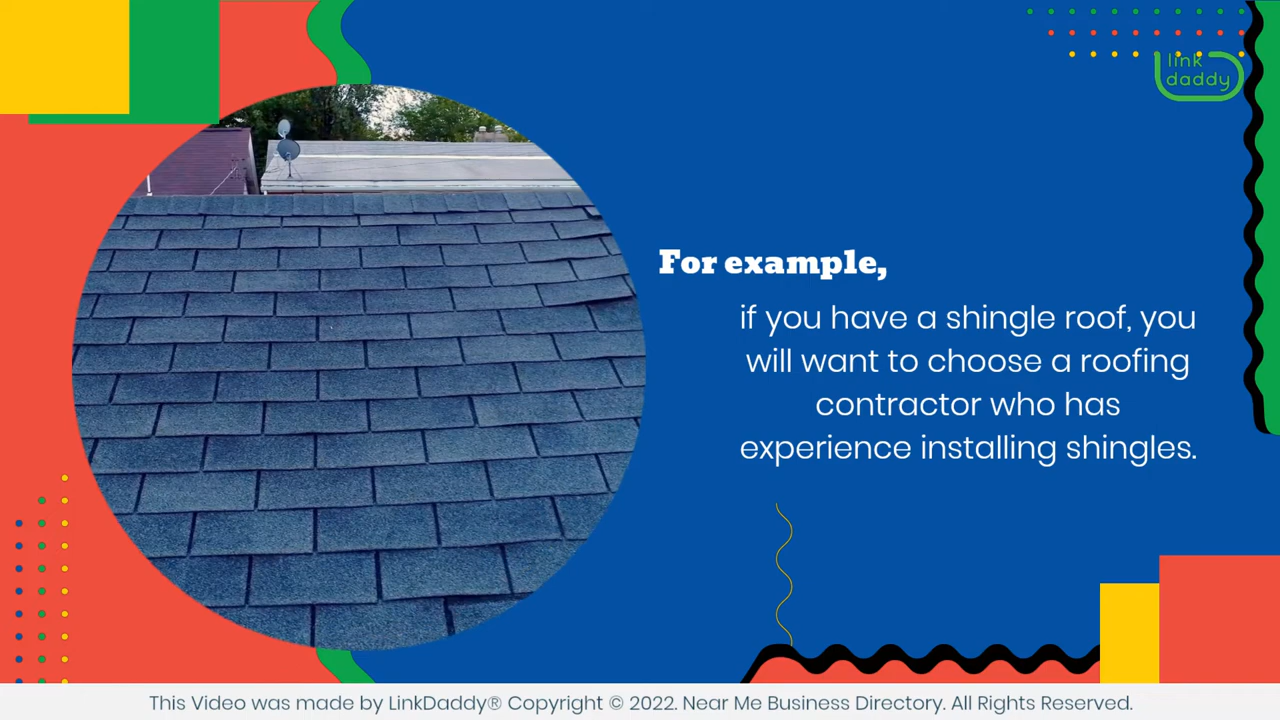 link
daddy
For example,
if you have a shingle roof, you
will want to choose a roofing
contractor who has
experience installing shingles.
This Video was made by LinkDaddy® Copyright © 2022. Near Me Business Directory. All Rights Reserved.